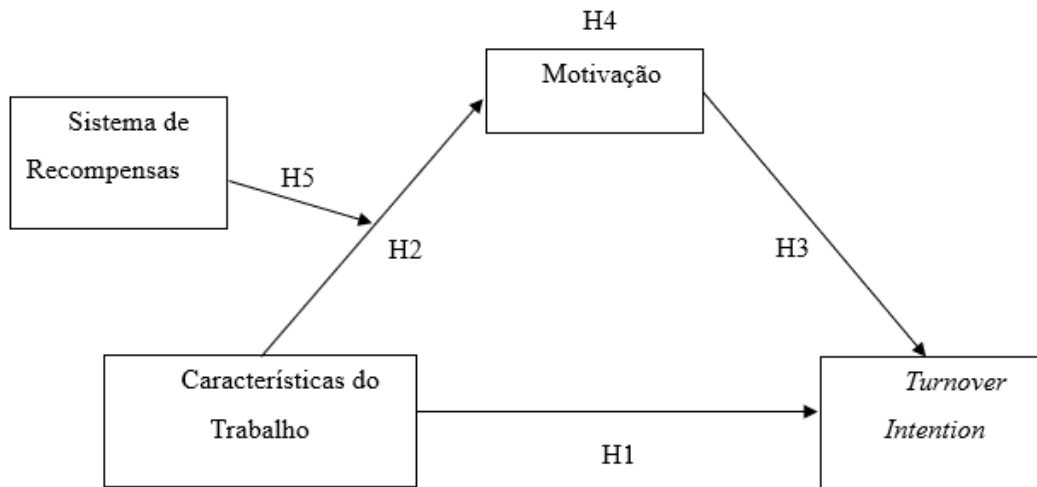 H4
Motivação
Sistema de
Recompensas
H5
H2
H3
Características do
Trabalho
Turnover
Intention
H1